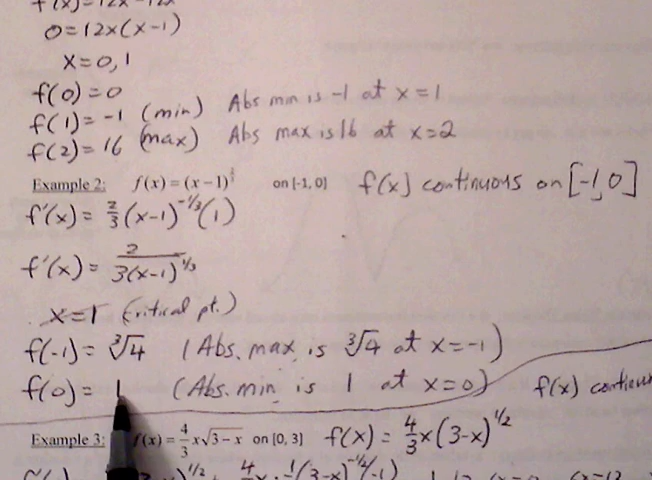 f'(x)=12x²-12x
0=12x(x-1)
x=0,1
f(0)=0
f(1)=-1 (min) Abs min is -1 at x=1
f(2)=16 (max) Abs max is 16 at x=2
Example 2: f(x) = (x-1)^(2/3) on [-1, 0] f(x) continuous on [-1,0]
f'(x)= 2/3 (x-1)^(-1/3) (1)
f'(x)= 2/(3(x-1)^(1/3))
x=1 (critical pt.)
f(-1)= ∛4 (Abs. max is ∛4 at x=-1)
f(0)= 1 (Abs. min is 1 at x=0) f(x)
Example 3: f(x) = 4/3 x√(3-x) on [0, 3] f(x)= 4/3 x(3-x)^(1/2)